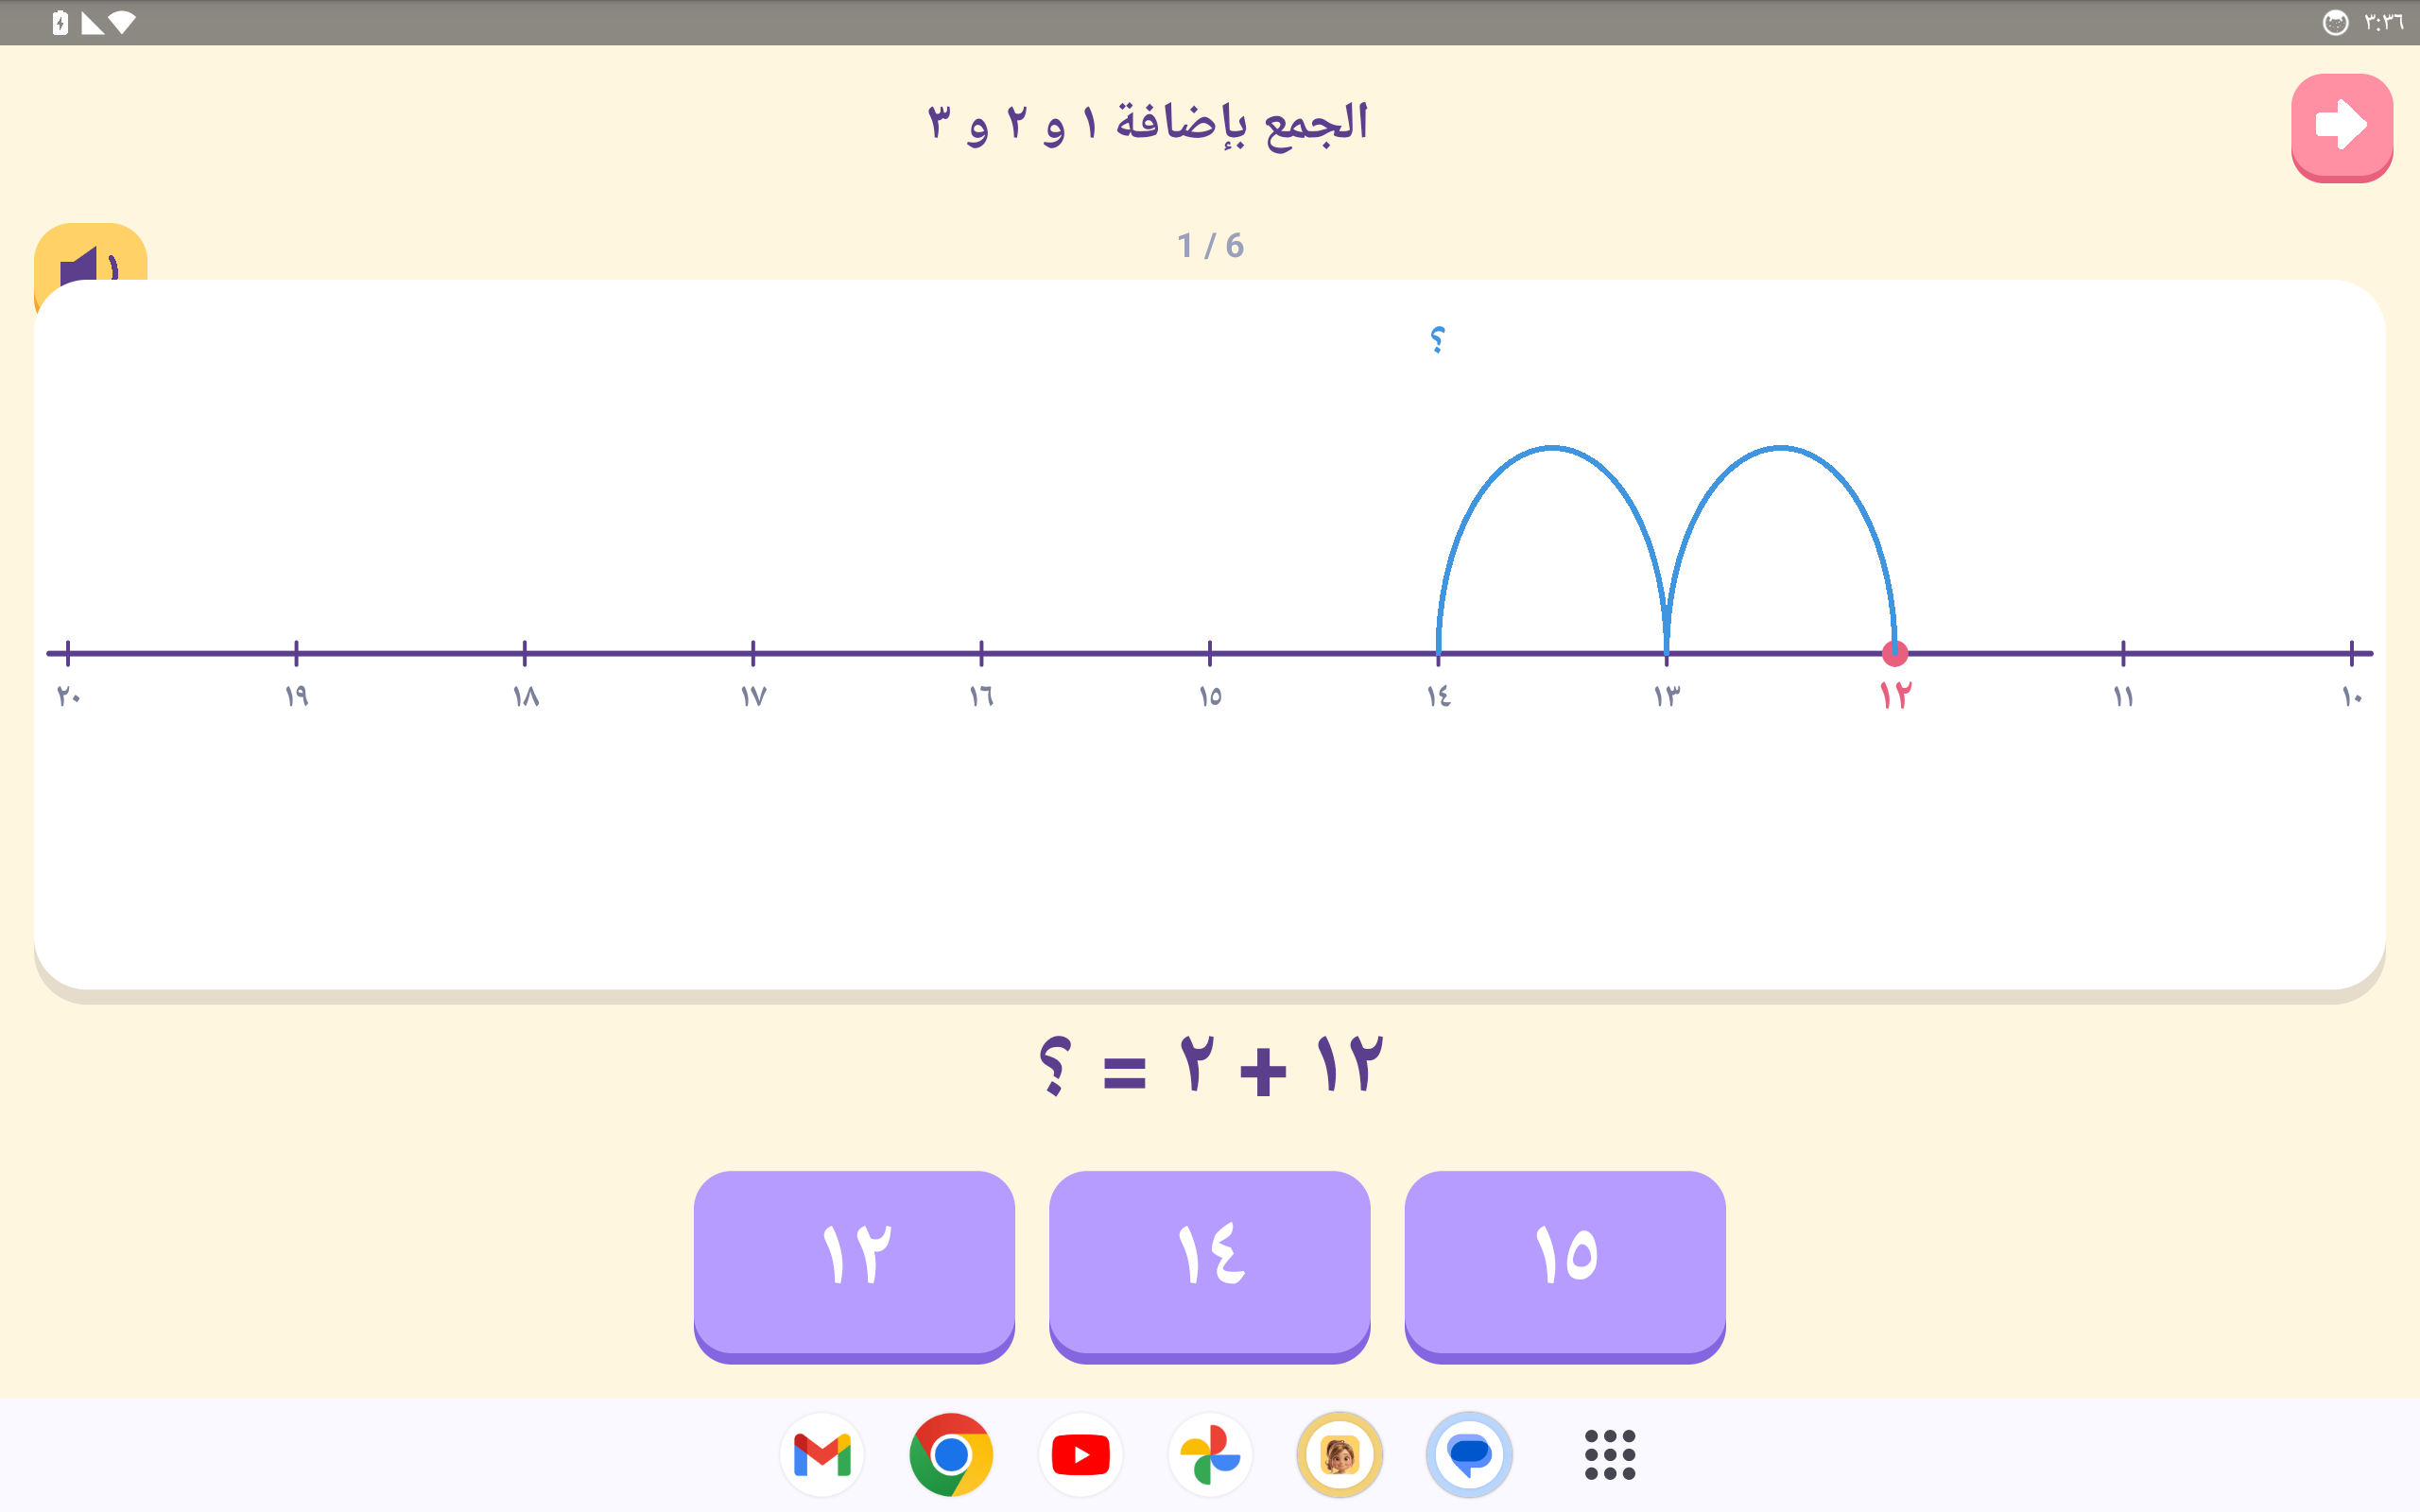 ٣:٣٦
الجمع بإضافة ١ و ٢ و ٣
1 / 6
؟
١٠ ١١ ١٢ ١٣ ١٤ ١٥ ١٦ ١٧ ١٨ ١٩ ٢٠
١٢ + ٢ = ؟
١٥ ١٤ ١٢